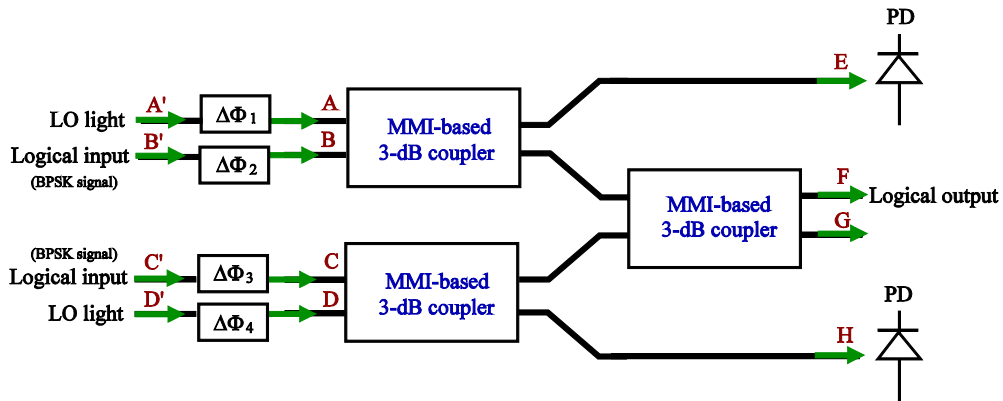 PD
E
A'
A
LO light
ΔΦ1
MMI-based
3-dB coupler
B'
B
Logical input
ΔΦ2
(BPSK signal)
F
MMI-based
3-dB coupler
Logical output
G
(BPSK signal)
C'
C
Logical input
ΔΦ3
MMI-based
3-dB coupler
D'
D
LO light
ΔΦ4
PD
H